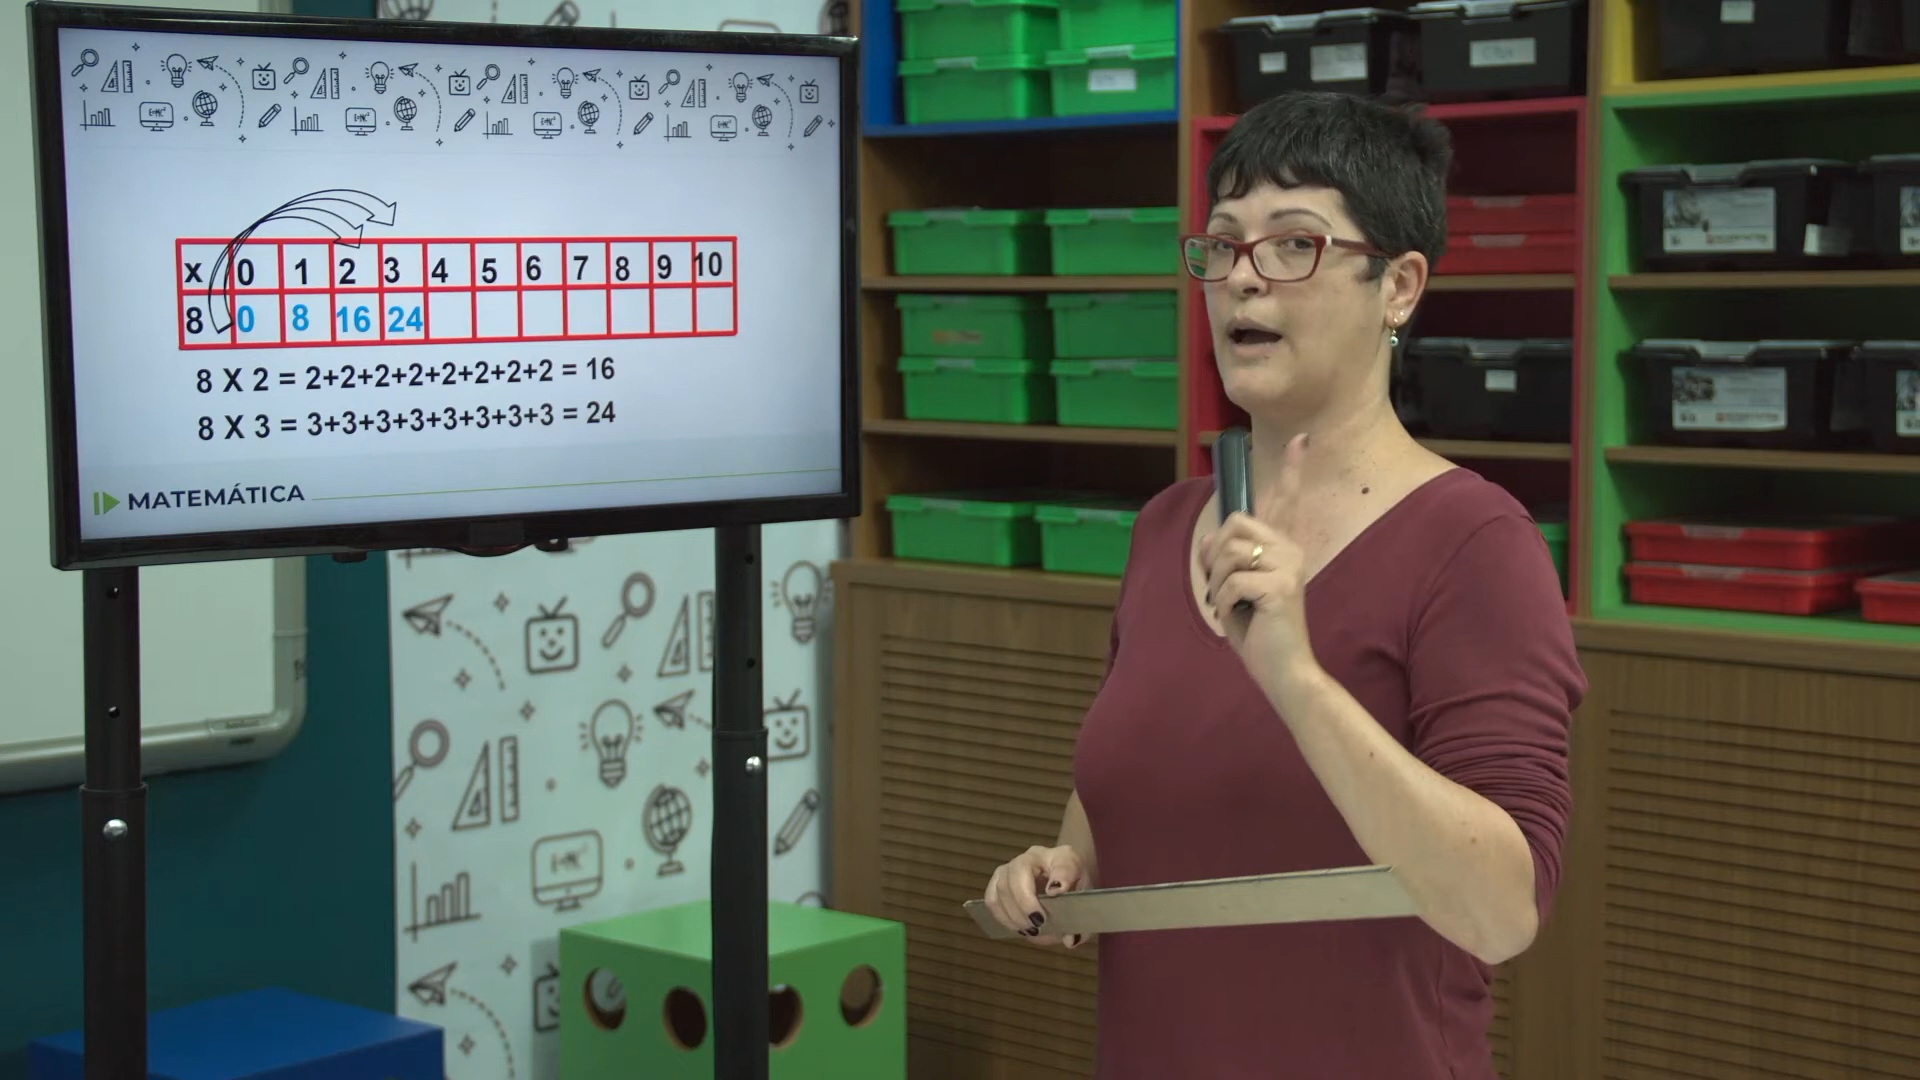 x 0 1 2 3 4 5 6 7 8 9 10
8 0 8 16 24
8 X 2 = 2+2+2+2+2+2+2+2 = 16
8 X 3 = 3+3+3+3+3+3+3+3 = 24
MATEMÁTICA